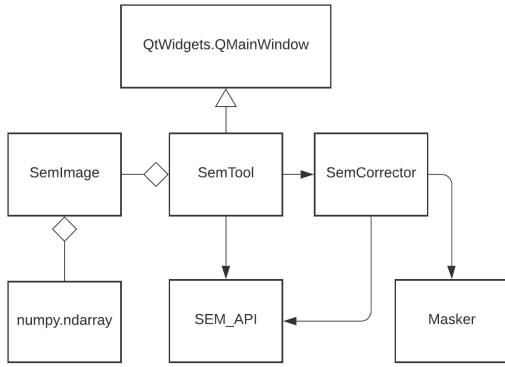 QtWidgets.QMainWindow
SemImage
SemTool
SemCorrector
numpy.ndarray
SEM_API
Masker